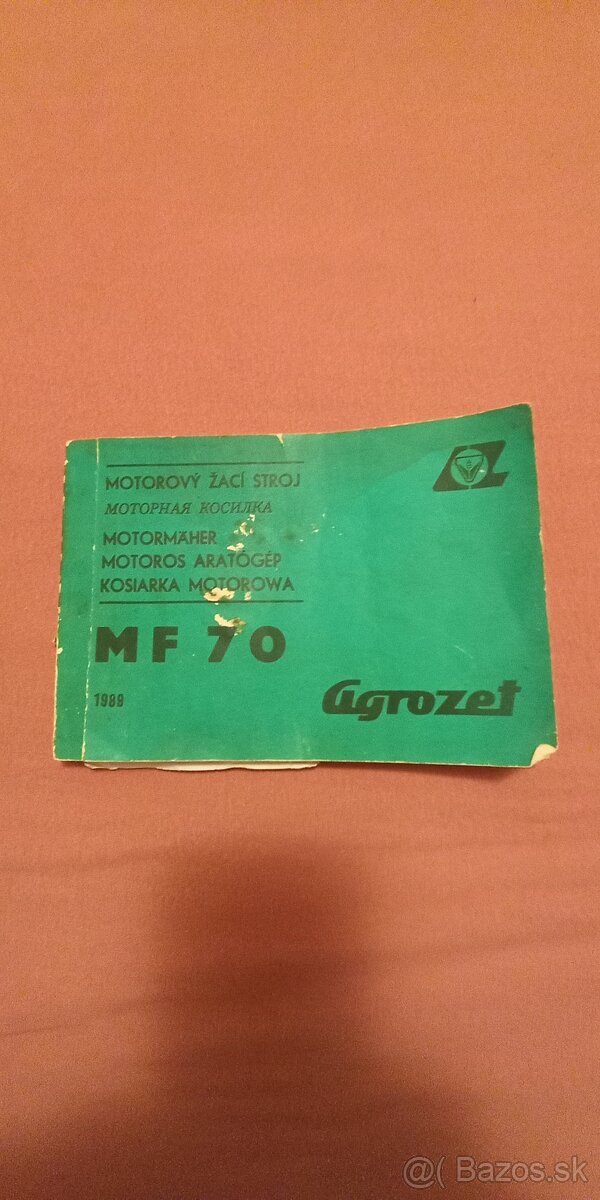 MOTOROVÝ ŽACÍ STROJ
МОТОРНАЯ КОСИЛКА
MOTORMÄHER
MOTOROS ARATÓGÉP
KOSIARKA MOTOROWA
MF 70
1989
agrozet
@( Bazos.sk